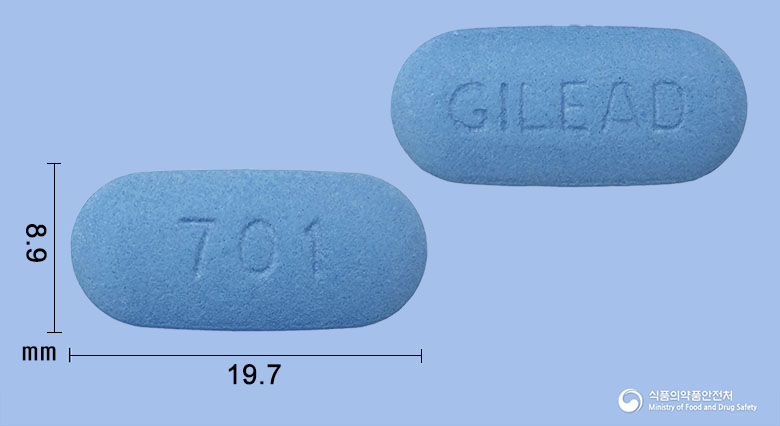 GILEAD
701
8.9
mm
19.7
식품의약품안전처
Ministry of Food and Drug Safety